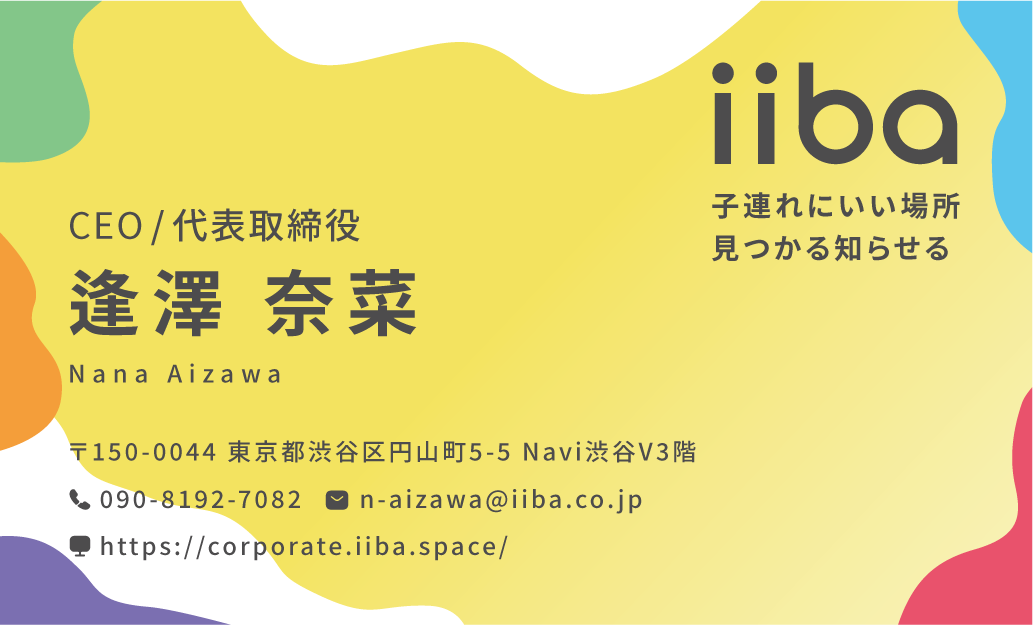 iiba
子連れにいい場所
見つかる知らせる
CEO/代表取締役
逢澤 奈菜
Nana Aizawa
〒150-0044 東京都渋谷区円山町5-5 Navi渋谷V3階
090-8192-7082 n-aizawa@iiba.co.jp
https://corporate.iiba.space/